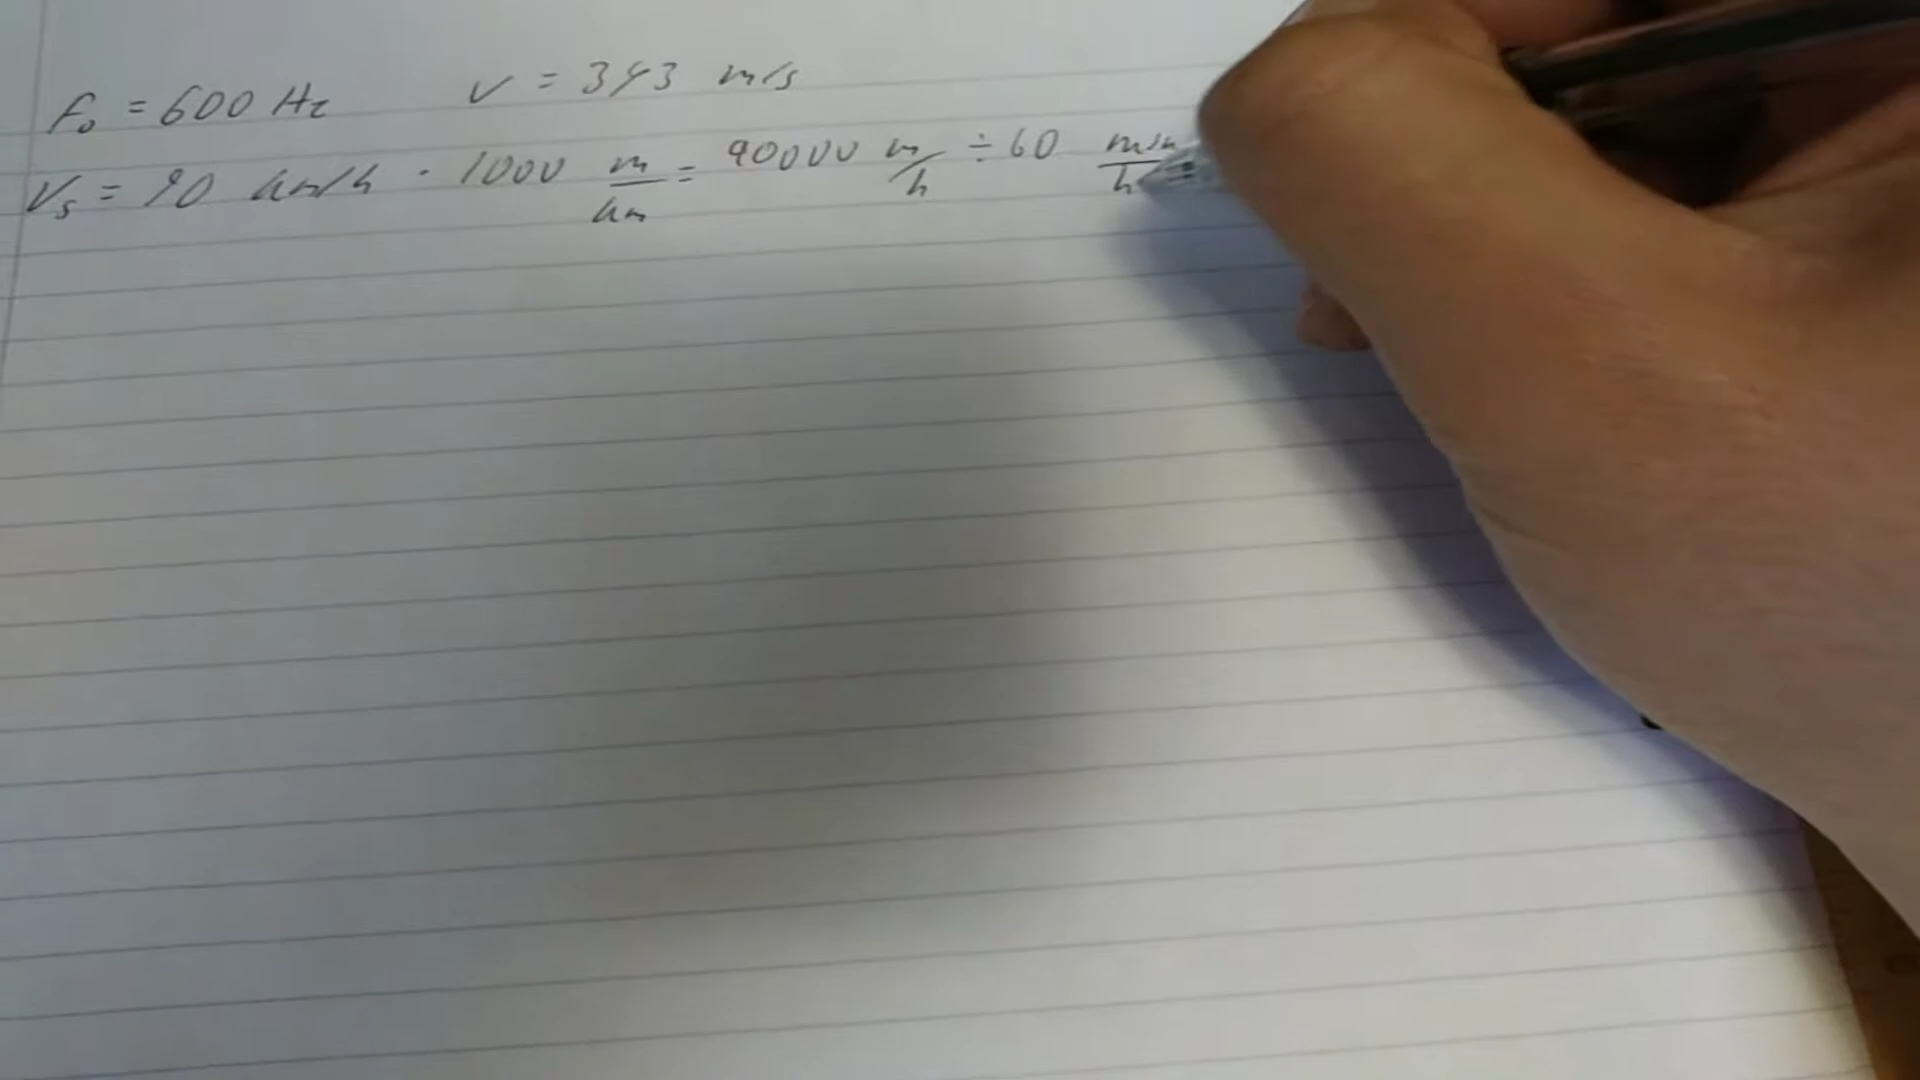 f₀ = 600 Hz v = 343 m/s
Vₛ = 90 km/h · 1000 m/km = 90000 m/h ÷ 60 min/h =